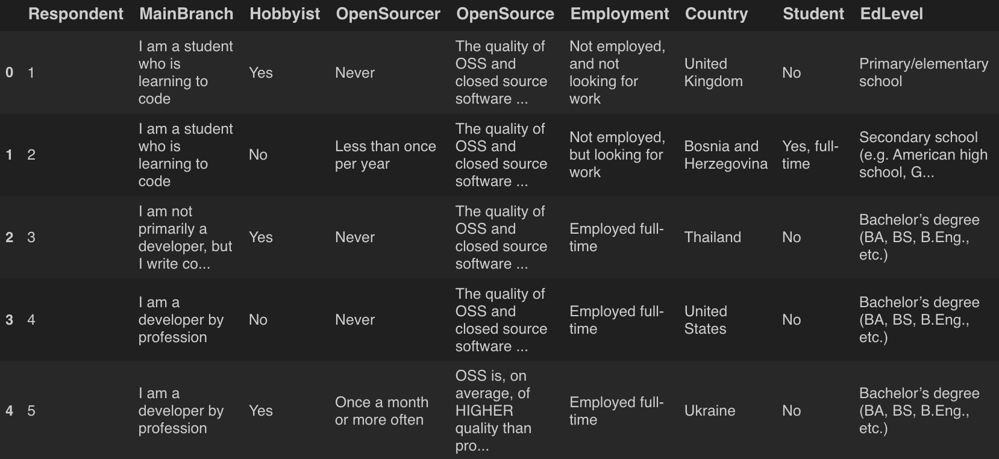 Respondent MainBranch Hobbyist OpenSourcer OpenSource Employment Country Student EdLevel
0 1
I am a student
who is
learning to
code
Yes
Never
The quality of
OSS and
closed source
software ...
Not employed,
and not
looking for
work
United
Kingdom
No
Primary/elementary
school
1 2
I am a student
who is
learning to
code
No
Less than once
per year
The quality of
OSS and
closed source
software ...
Not employed,
but looking for
work
Bosnia and
Herzegovina
Yes, full-
time
Secondary school
(e.g. American high
school, G...
2 3
I am not
primarily a
developer, but
I write co...
Yes
Never
The quality of
OSS and
closed source
software ...
Employed full-
time
Thailand
No
Bachelor’s degree
(BA, BS, B.Eng.,
etc.)
3 4
I am a
developer by
profession
No
Never
The quality of
OSS and
closed source
software ...
Employed full-
time
United
States
No
Bachelor’s degree
(BA, BS, B.Eng.,
etc.)
4 5
I am a
developer by
profession
Yes
Once a month
or more often
OSS is, on
average, of
HIGHER
quality than
pro...
Employed full-
time
Ukraine
No
Bachelor’s degree
(BA, BS, B.Eng.,
etc.)